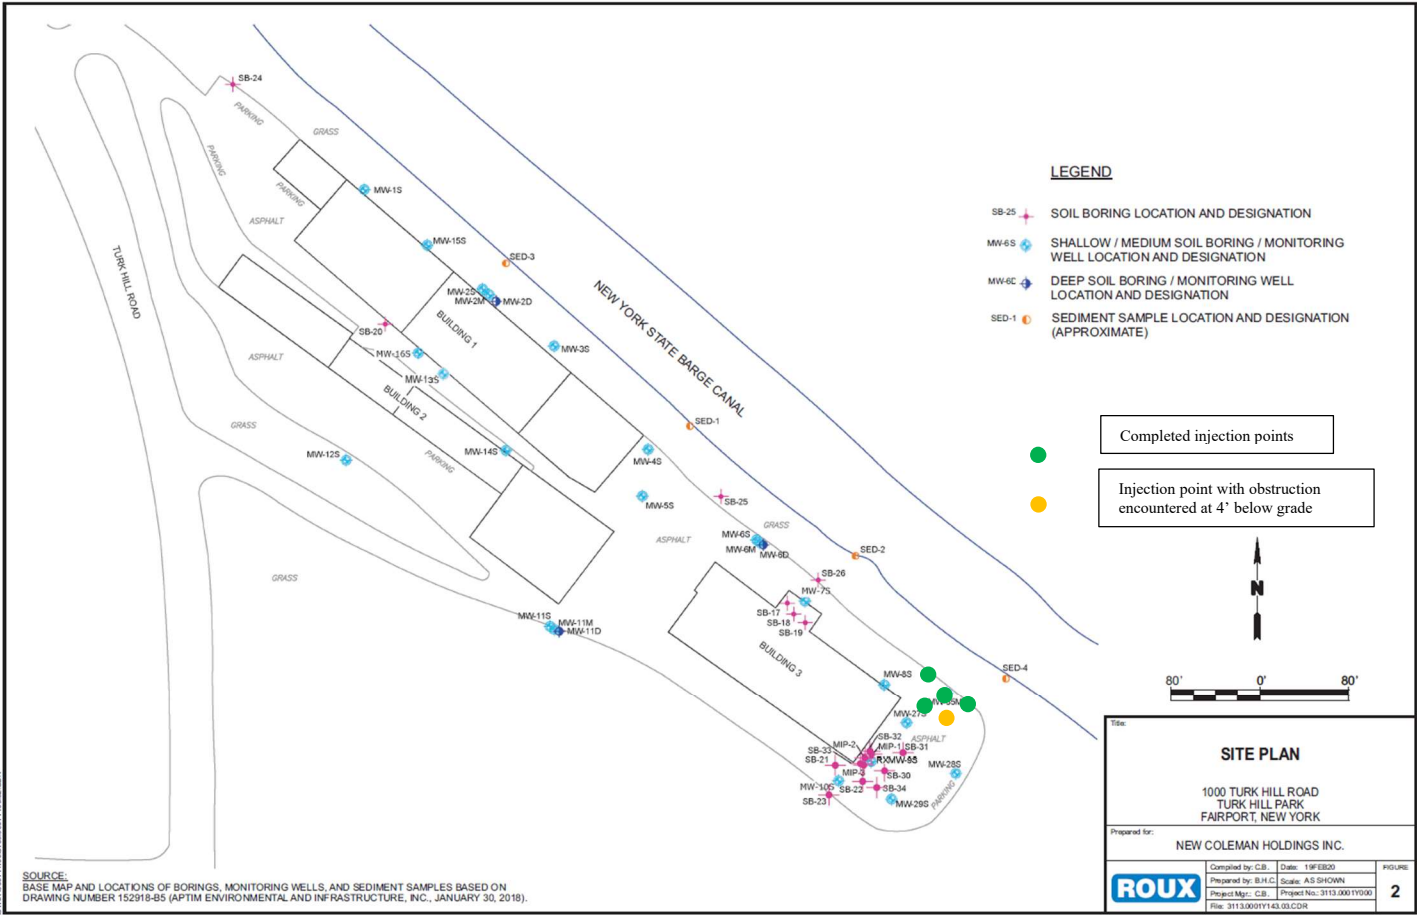 SB-24
PARKING
GRASS
PARKING
PARKING
MW-1S
ASPHALT
MW-15S
SED-3
TURK HILL ROAD
MW-2S
MW-2M
MW-2D
NEW YORK STATE BARGE CANAL
BUILDING 1
SB-20
MW-3S
MW-16S
ASPHALT
MW-13S
BUILDING 2
SED-1
GRASS
MW-12S
PARKING
MW-14S
MW-4S
MW-5S
SB-25
GRASS
ASPHALT
MW-6S
MW-6M
MW-6D
SED-2
GRASS
SB-26
MW-7S
SB-17
SB-18
SB-19
MW-11S
MW-11M
MW-11D
BUILDING 3
SED-4
MW-8S
MW-27S
ASPHALT
SB-32
MIP-2
MIP-1
SB-31
SB-33
SB-21
MW-28S
MIP-3
SB-30
MW-10S
SB-22
SB-34
SB-23
MW-29S
PARKING
LEGEND
SB-25 SOIL BORING LOCATION AND DESIGNATION
MW-6S SHALLOW / MEDIUM SOIL BORING / MONITORING
WELL LOCATION AND DESIGNATION
MW-6D DEEP SOIL BORING / MONITORING WELL
LOCATION AND DESIGNATION
SED-1 SEDIMENT SAMPLE LOCATION AND DESIGNATION
(APPROXIMATE)
Completed injection points
Injection point with obstruction
encountered at 4’ below grade
N
80' 0' 80'
Title:
SITE PLAN
1000 TURK HILL ROAD
TURK HILL PARK
FAIRPORT, NEW YORK
Prepared for:
NEW COLEMAN HOLDINGS INC.
ROUX
Compiled by: C.B. Date: 19FEB20
Prepared by: B.H.C. Scale: AS SHOWN
Project Mgr.: C.B. Project No.: 3113.0001Y000
File: 3113.0001Y143.03.CDR
FIGURE
2
SOURCE:
BASE MAP AND LOCATIONS OF BORINGS, MONITORING WELLS, AND SEDIMENT SAMPLES BASED ON
DRAWING NUMBER 152918-B5 (APTIM ENVIRONMENTAL AND INFRASTRUCTURE, INC., JANUARY 30, 2018).